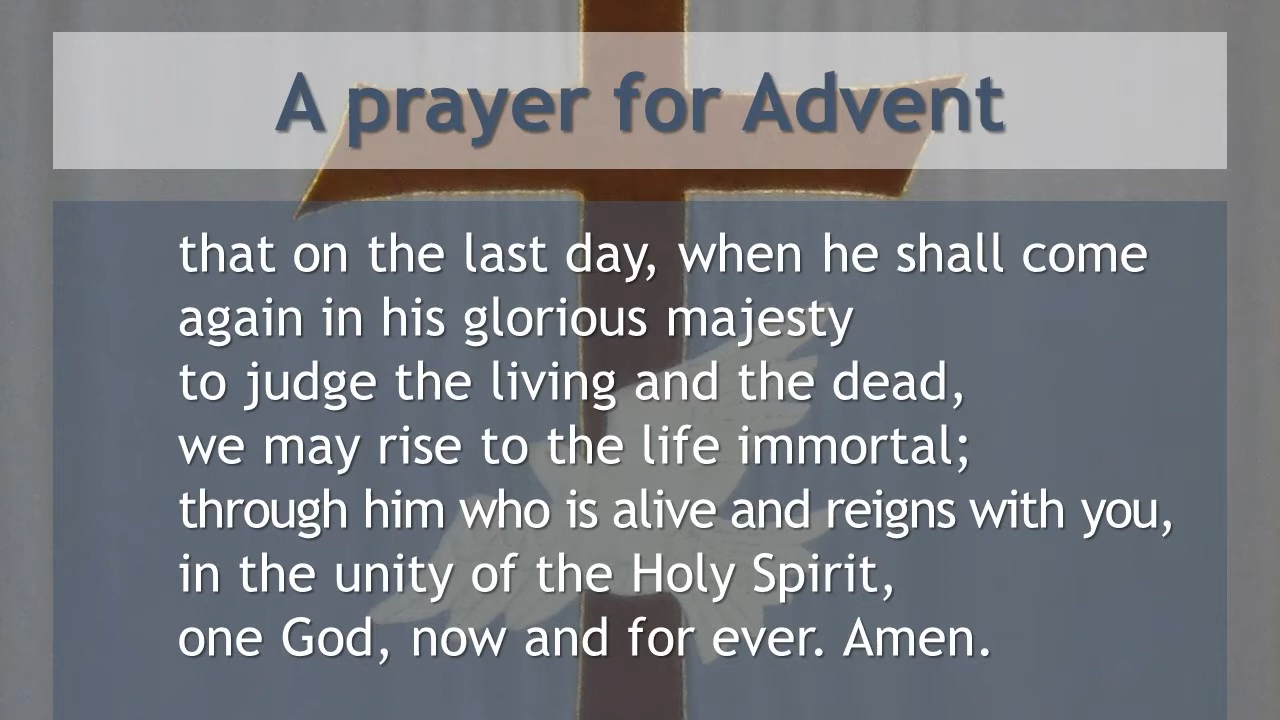 A prayer for Advent
that on the last day, when he shall come
again in his glorious majesty
to judge the living and the dead,
we may rise to the life immortal;
through him who is alive and reigns with you,
in the unity of the Holy Spirit,
one God, now and for ever. Amen.